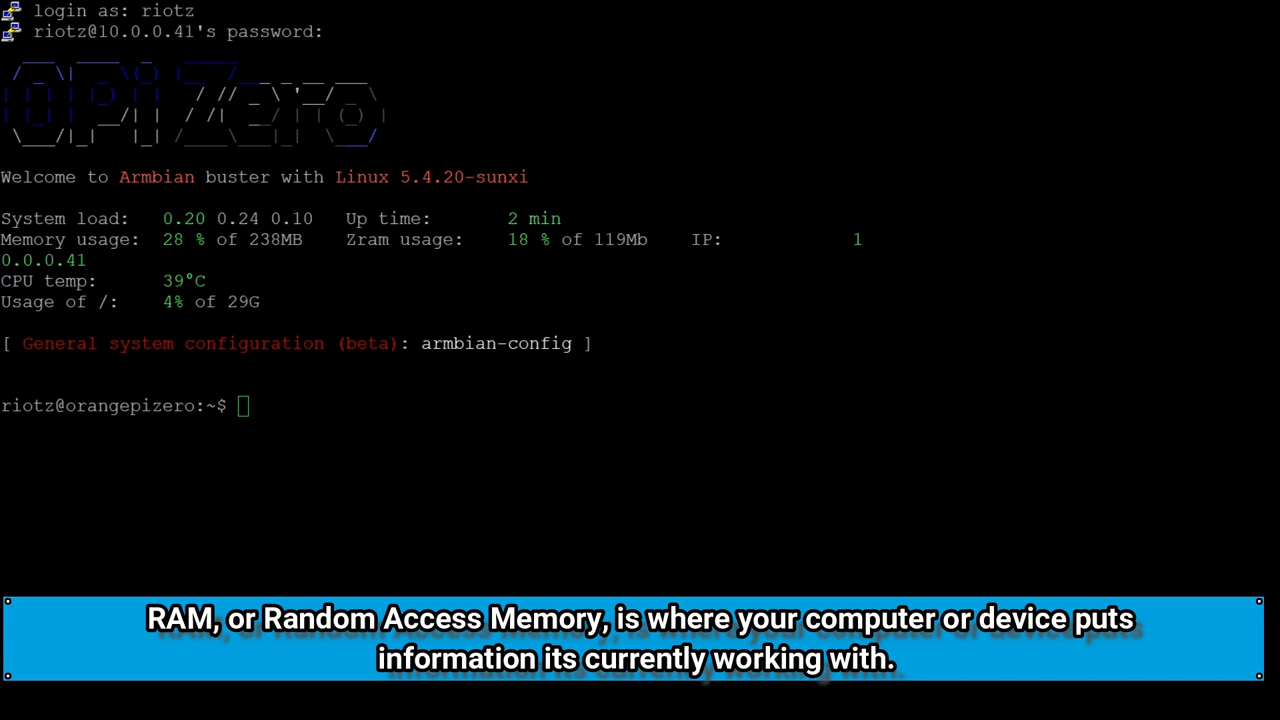 login as: riotz
riotz@10.0.0.41's password:
OPi Zero
Welcome to Armbian buster with Linux 5.4.20-sunxi
System load: 0.20 0.24 0.10 Up time: 2 min
Memory usage: 28 % of 238MB Zram usage: 18 % of 119Mb IP: 1
0.0.0.41
CPU temp: 39°C
Usage of /: 4% of 29G
[ General system configuration (beta): armbian-config ]
riotz@orangepizero:~$
RAM, or Random Access Memory, is where your computer or device puts
information its currently working with.